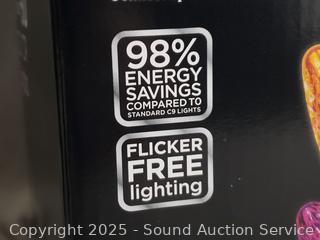 98%
ENERGY
SAVINGS
COMPARED TO
STANDARD C9 LIGHTS
FLICKER
FREE
lighting
Copyright 2025 - Sound Auction Service